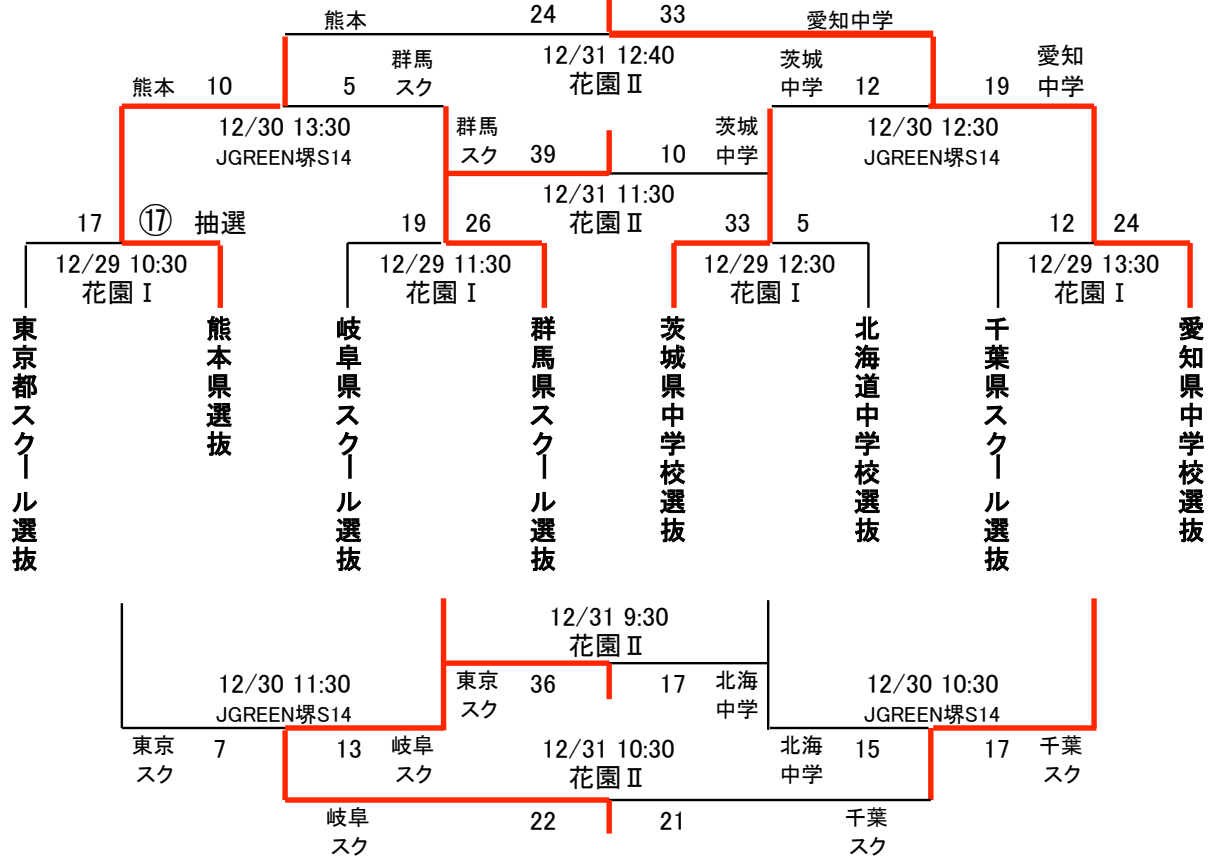 熊本 24 33 愛知中学
12/31 12:40
花園Ⅱ
熊本 10 5 群馬
スク
茨城
中学 12 19 愛知
中学
12/30 13:30
JGREEN堺S14
12/30 12:30
JGREEN堺S14
群馬
スク 39 10 茨城
中学
12/31 11:30
花園Ⅱ
17 ⑰ 抽選 19 26 33 5 12 24
12/29 10:30
花園Ⅰ
12/29 11:30
花園Ⅰ
12/29 12:30
花園Ⅰ
12/29 13:30
花園Ⅰ
東京都スクール選抜
熊本県選抜
岐阜県スクール選抜
群馬県スクール選抜
茨城県中学校選抜
北海道中学校選抜
千葉県スクール選抜
愛知県中学校選抜
12/31 9:30
花園Ⅱ
東京
スク 36 17 北海
中学
12/30 11:30
JGREEN堺S14
12/30 10:30
JGREEN堺S14
東京
スク 7 13 岐阜
スク
12/31 10:30
花園Ⅱ
北海
中学 15 17 千葉
スク
岐阜
スク 22 21 千葉
スク